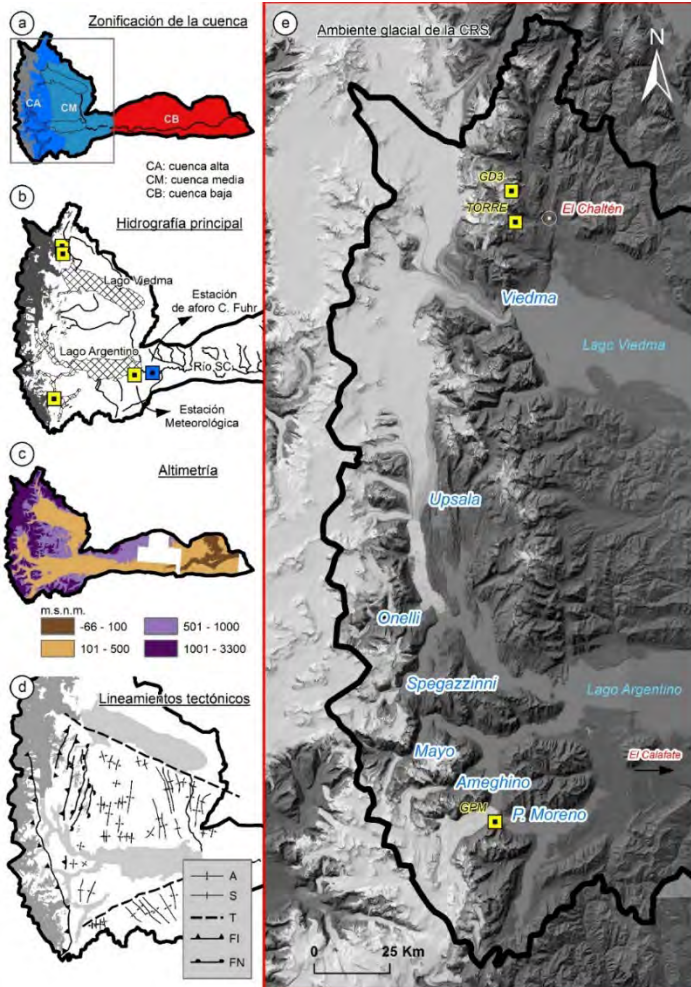 a
Zonificación de la cuenca
CA
CM
CB
CA: cuenca alta
CM: cuenca media
CB: cuenca baja
b
Hidrografía principal
Lago Viedma
Estación
de aforo C. Fuhr
Lago Argentino
Río SC
Estación
Meteorológica
c
Altimetría
m.s.n.m.
-66 - 100
501 - 1000
101 - 500
1001 - 3300
d
Lineamientos tectónicos
A
S
T
FI
FN
e
Ambiente glacial de la CRS
N
GD3
TORRE
El Chaltén
Viedma
Lago Viedma
Upsala
Onelli
Spegazzinni
Lago Argentino
Mayo
El Calafate
Ameghino
GPM
P. Moreno
0 25 Km